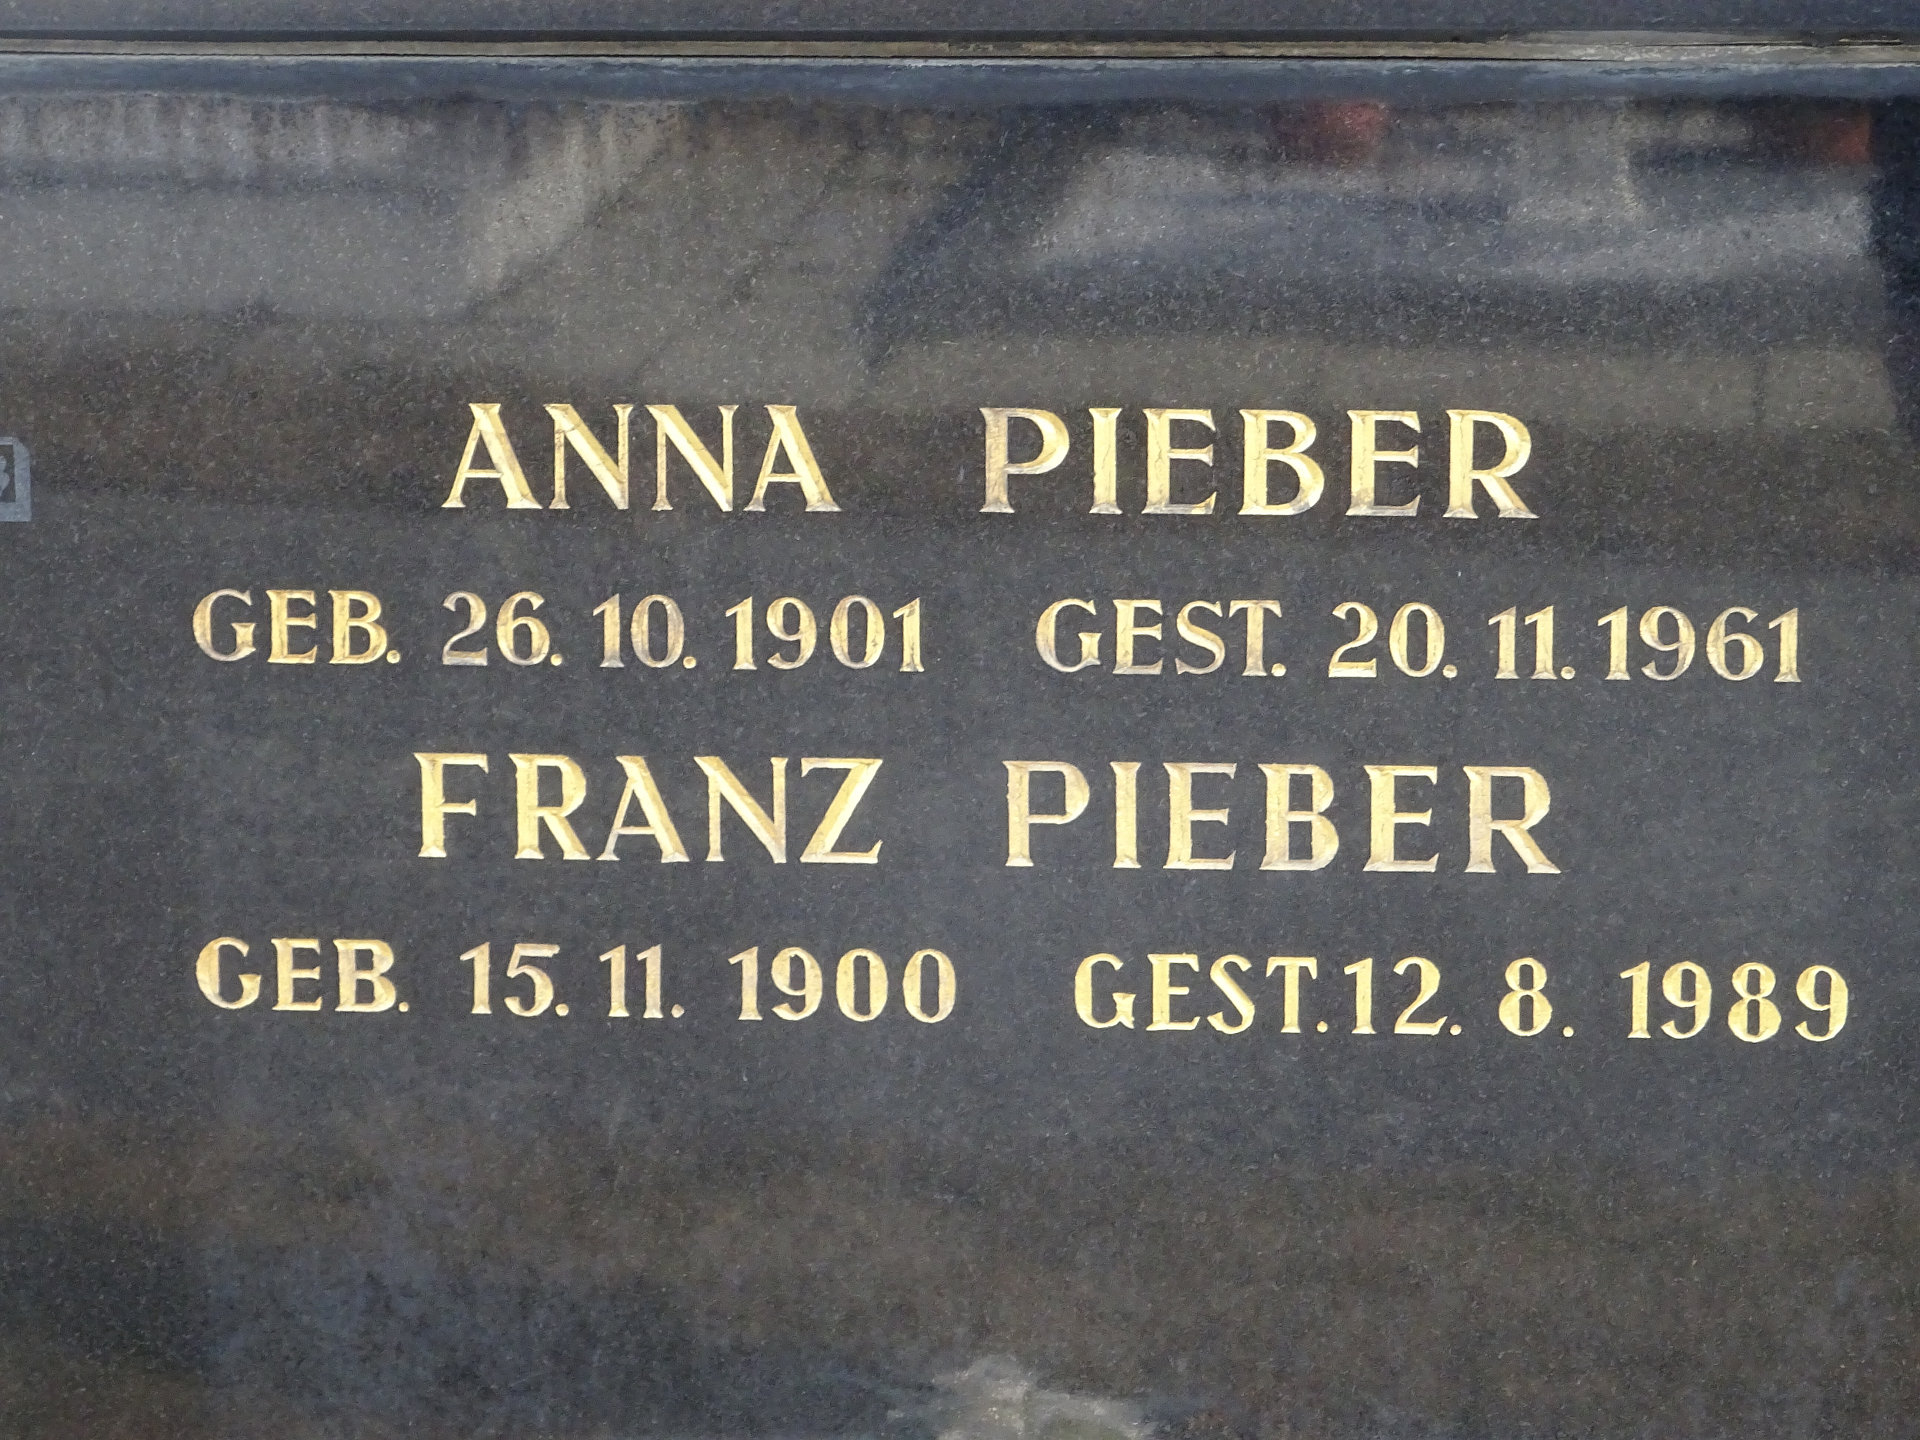 ANNA PIEBER
GEB. 26. 10. 1901 GEST. 20. 11. 1961
FRANZ PIEBER
GEB. 15. 11. 1900 GEST. 12. 8. 1989